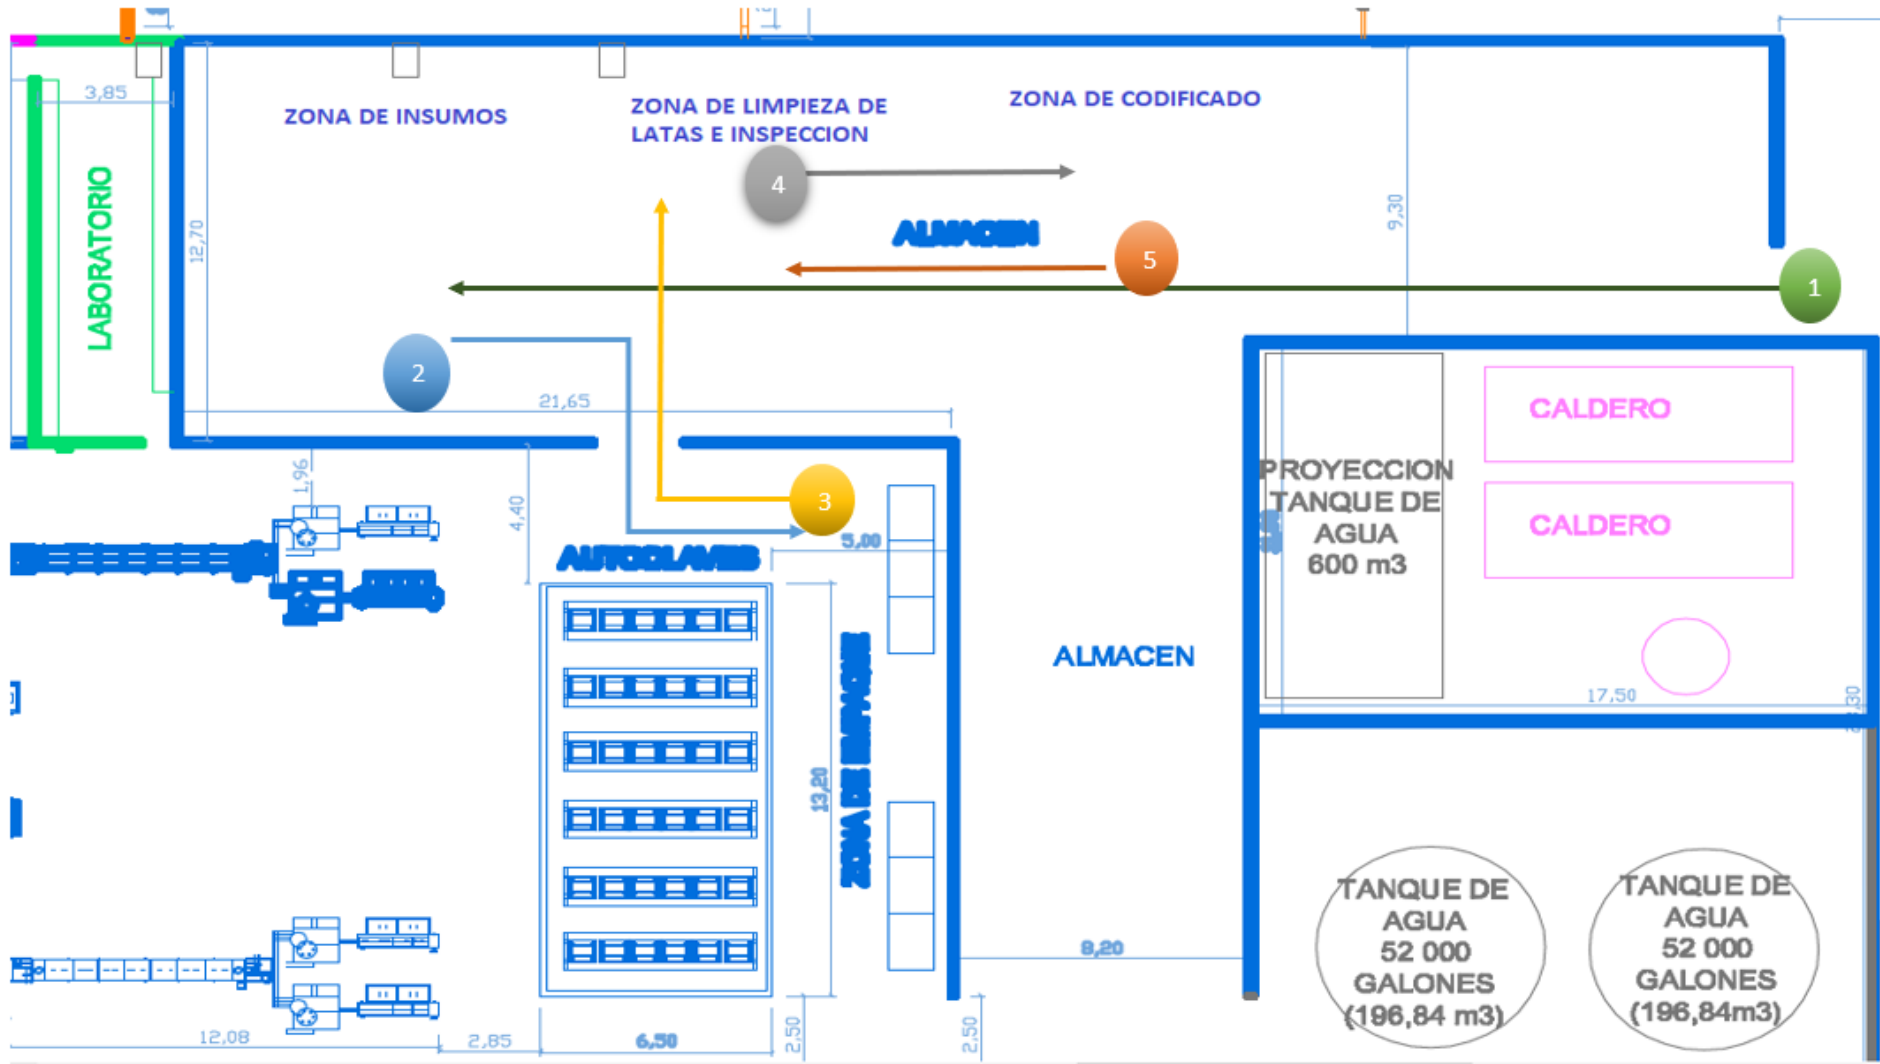 3,85
ZONA DE INSUMOS
ZONA DE LIMPIEZA DE
LATAS E INSPECCION
ZONA DE CODIFICADO
4
LABORATORIO
12,70
ALMACEN
9,30
5
1
2
21,65
CALDERO
PROYECCION
TANQUE DE
AGUA
600 m3
CALDERO
1,96
4,40
3
5,00
AUTOCLAVES
ALMACEN
17,50
13,20
8,20
TANQUE DE
AGUA
52 000
GALONES
(196,84 m3)
TANQUE DE
AGUA
52 000
GALONES
(196,84m3)
12,08
2,85
6,50
2,50
2,50